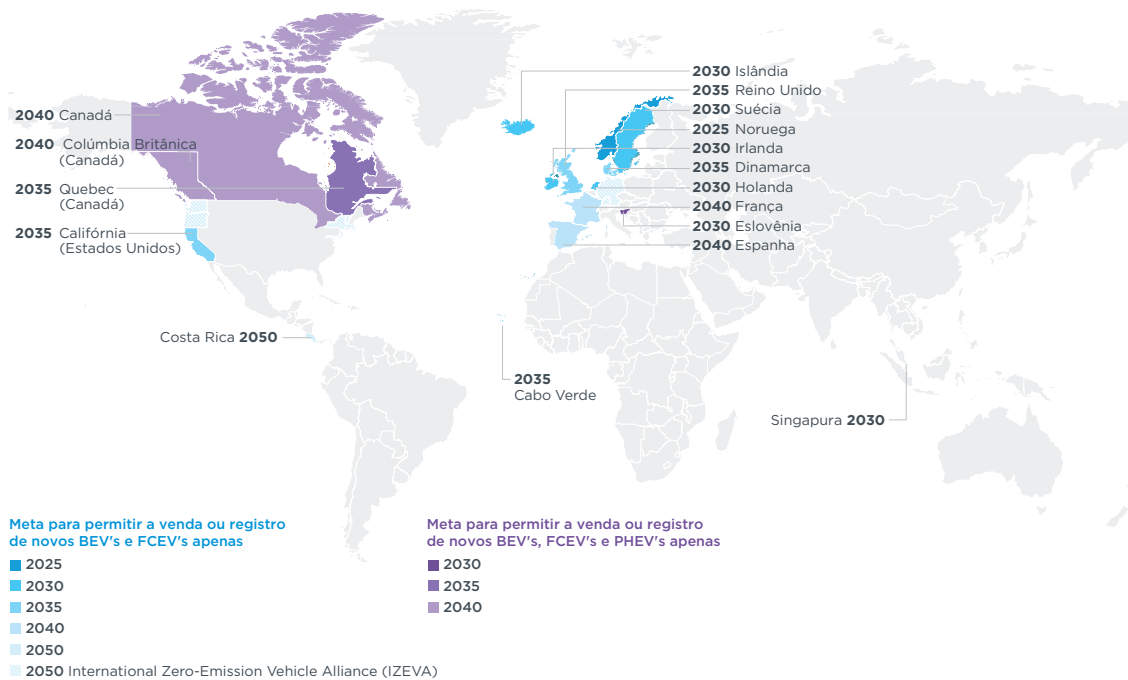 2040 Canadá
2040 Colúmbia Britânica
(Canadá)
2035 Quebec
(Canadá)
2035 Califórnia
(Estados Unidos)
Costa Rica 2050
2030 Islândia
2035 Reino Unido
2030 Suécia
2025 Noruega
2030 Irlanda
2035 Dinamarca
2030 Holanda
2040 França
2030 Eslovênia
2040 Espanha
2035
Cabo Verde
Singapura 2030
Meta para permitir a venda ou registro
de novos BEV's e FCEV's apenas
2025
2030
2035
2040
2050
2050 International Zero-Emission Vehicle Alliance (IZEVA)
Meta para permitir a venda ou registro
de novos BEV's, FCEV's e PHEV's apenas
2030
2035
2040